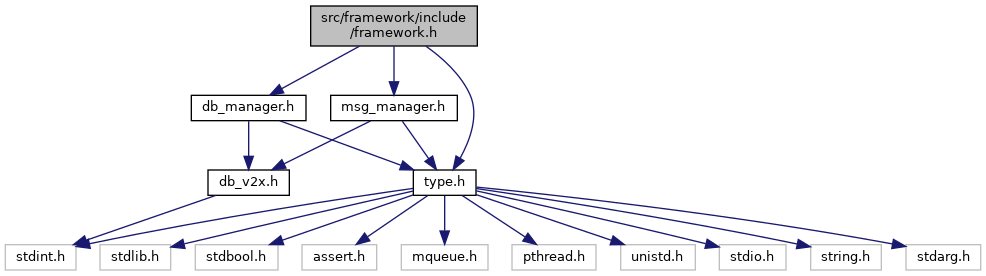 src/framework/include
/framework.h
db_manager.h
msg_manager.h
db_v2x.h
type.h
stdint.h
stdlib.h
stdbool.h
assert.h
mqueue.h
pthread.h
unistd.h
stdio.h
string.h
stdarg.h